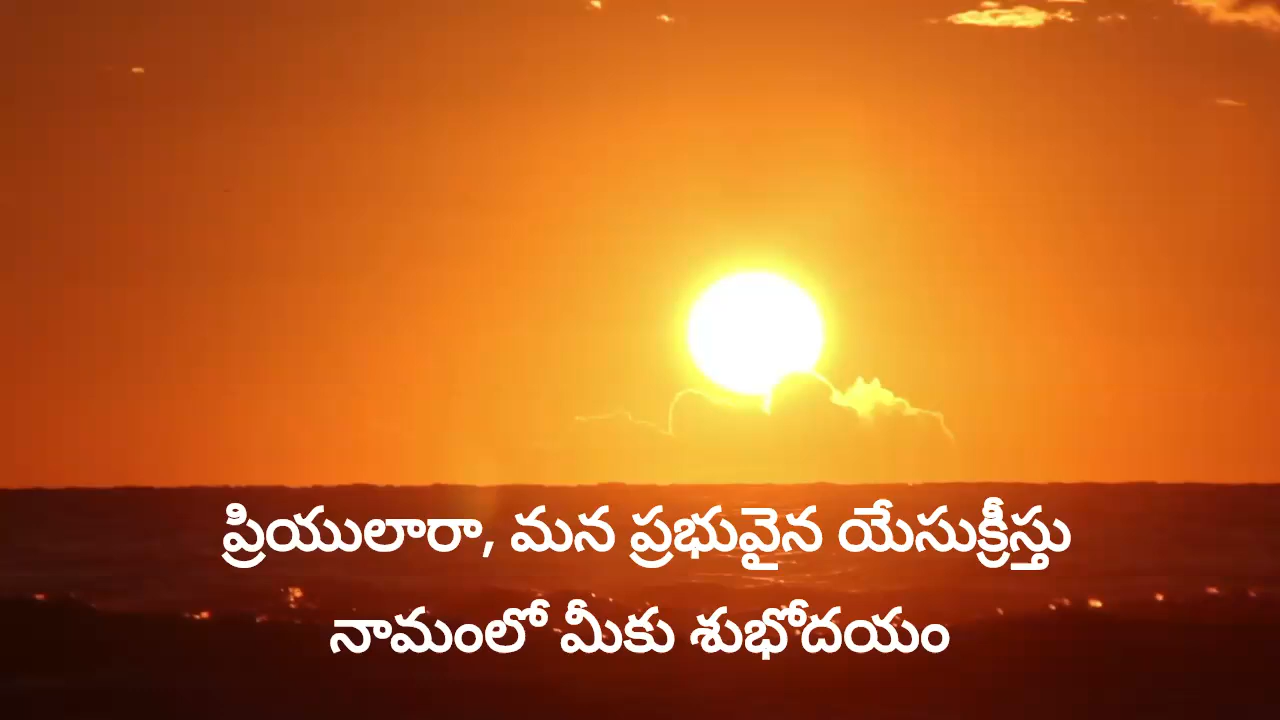 ప్రియులారా, మన ప్రభువైన యేసుక్రీస్తు
నామంలో మీకు శుభోదయం